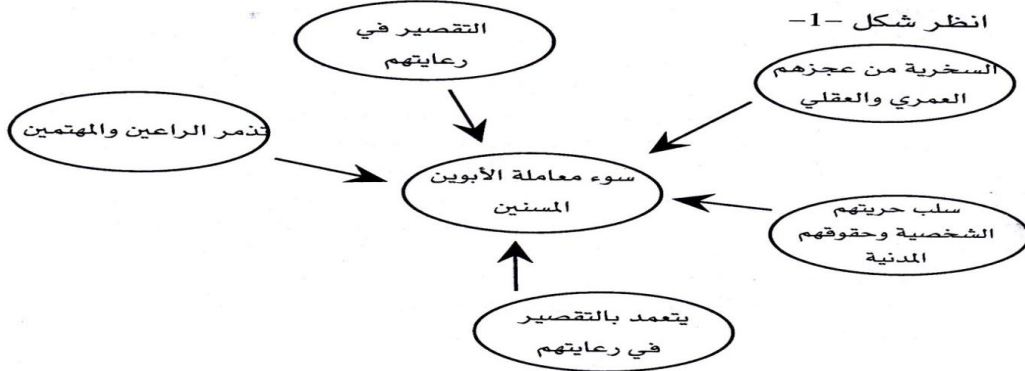 انظر شكل -1-
السخرية من عجزهم
العمري والعقلي
التقصير في
رعايتهم
تذمر الراعين والمهتمين
سوء معاملة الأبوين
المسنين
سلب حريتهم
الشخصية وحقوقهم
المدنية
يتعمد بالتقصير
في رعايتهم